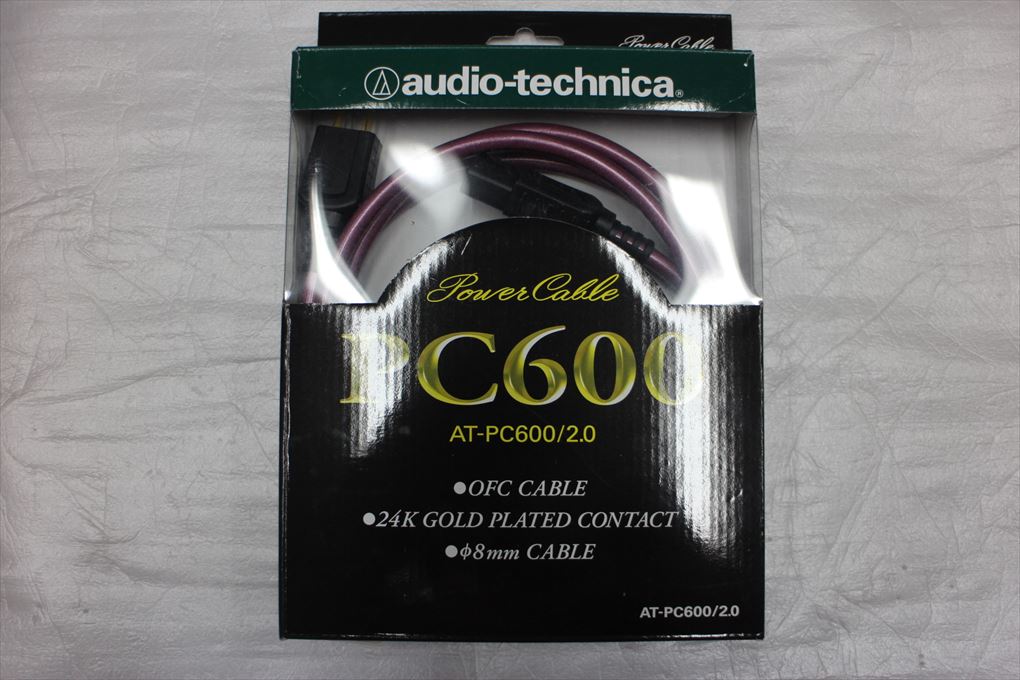 Power Cable
audio-technica®
Power Cable
PC600
AT-PC600/2.0
●OFC CABLE
●24K GOLD PLATED CONTACT
●φ8mm CABLE
AT-PC600/2.0